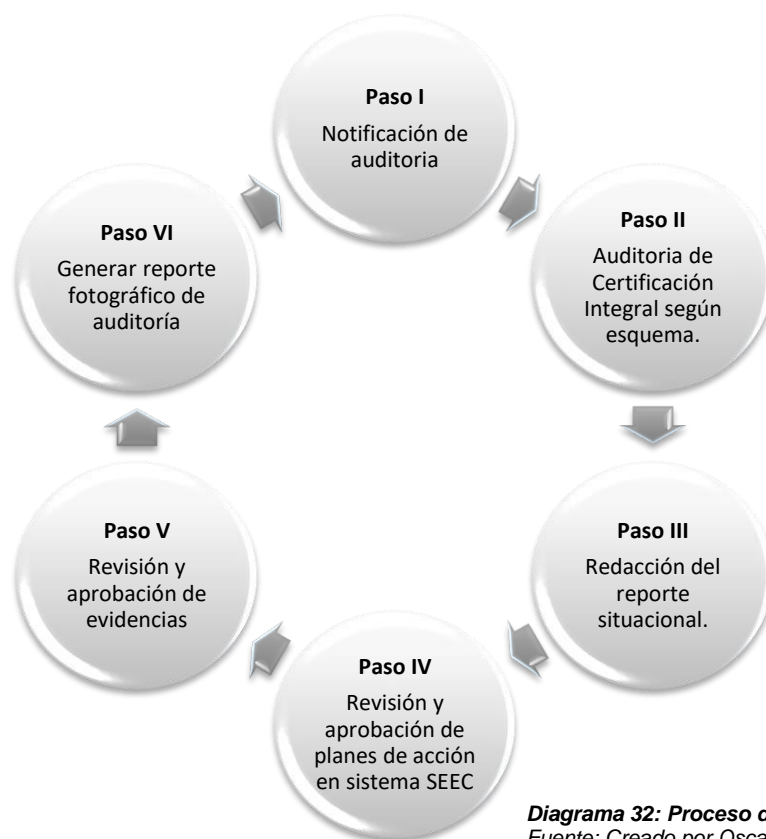 Paso I
Notificación de
auditoria
Paso II
Auditoria de
Certificación
Integral según
esquema.
Paso III
Redacción del
reporte
situacional.
Paso IV
Revisión y
aprobación de
planes de acción
en sistema SEEC
Paso V
Revisión y
aprobación de
evidencias
Paso VI
Generar reporte
fotográfico de
auditoría
Diagrama 32: Proceso d
Fuente: Creado por Osca